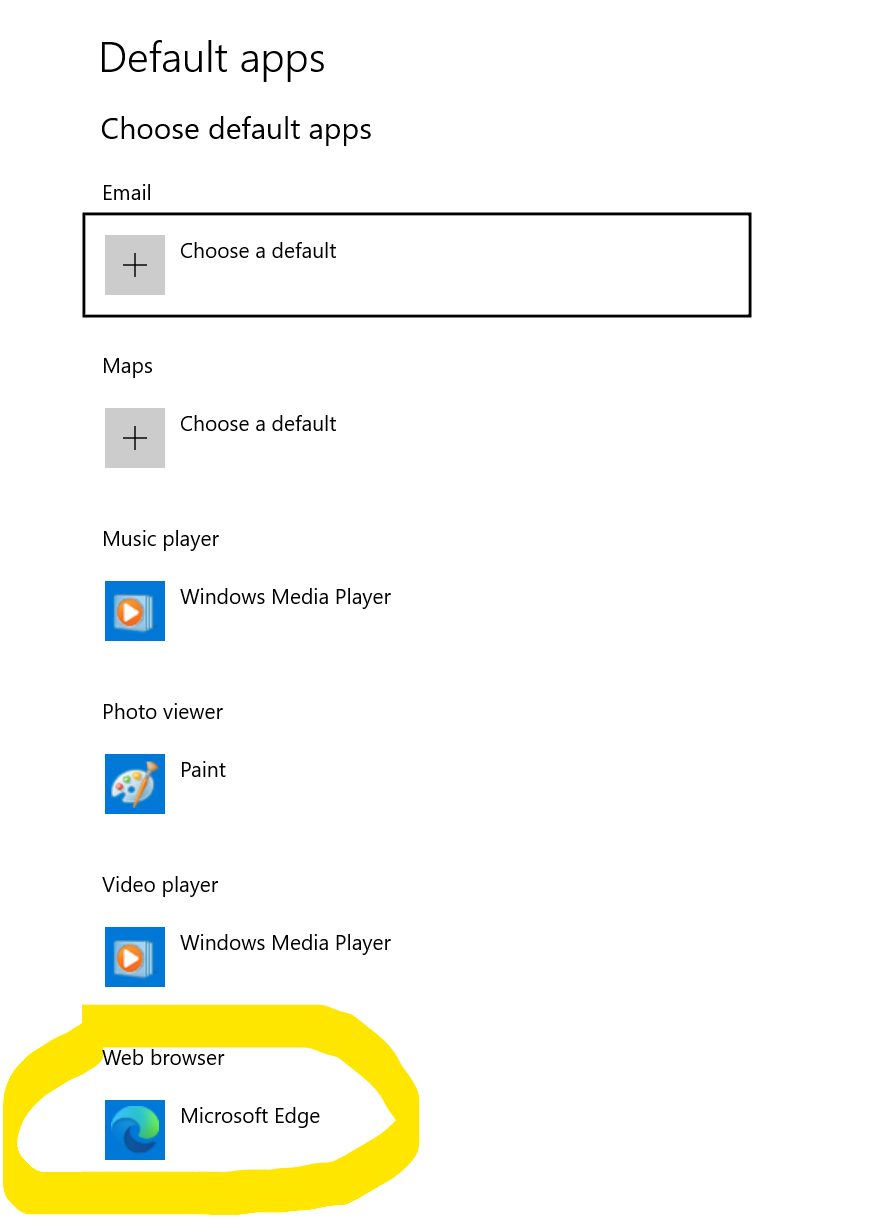 Default apps
Choose default apps
Email
Choose a default
Maps
Choose a default
Music player
Windows Media Player
Photo viewer
Paint
Video player
Windows Media Player
Web browser
Microsoft Edge